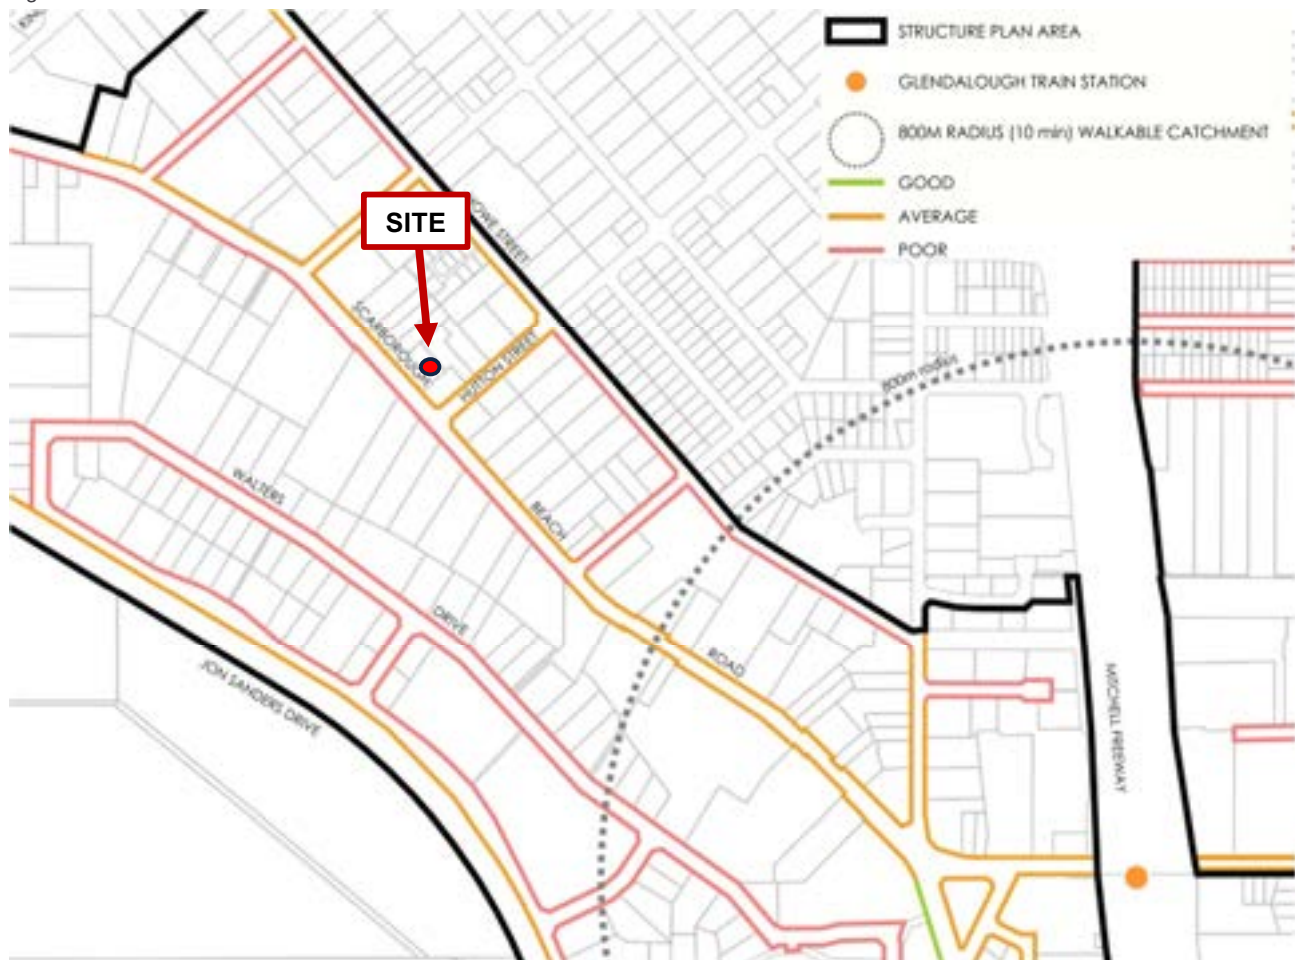 STRUCTURE PLAN AREA
GLENDALOUGH TRAIN STATION
800M RADIUS (10 min) WALKABLE CATCHMENT
GOOD
AVERAGE
POOR
SITE
SCARBOROUGH
HUTTON STREET
800m radius
WALTERS
BEACH
DRIVE
ROAD
JON SANDERS DRIVE
MITCHELL FREEWAY